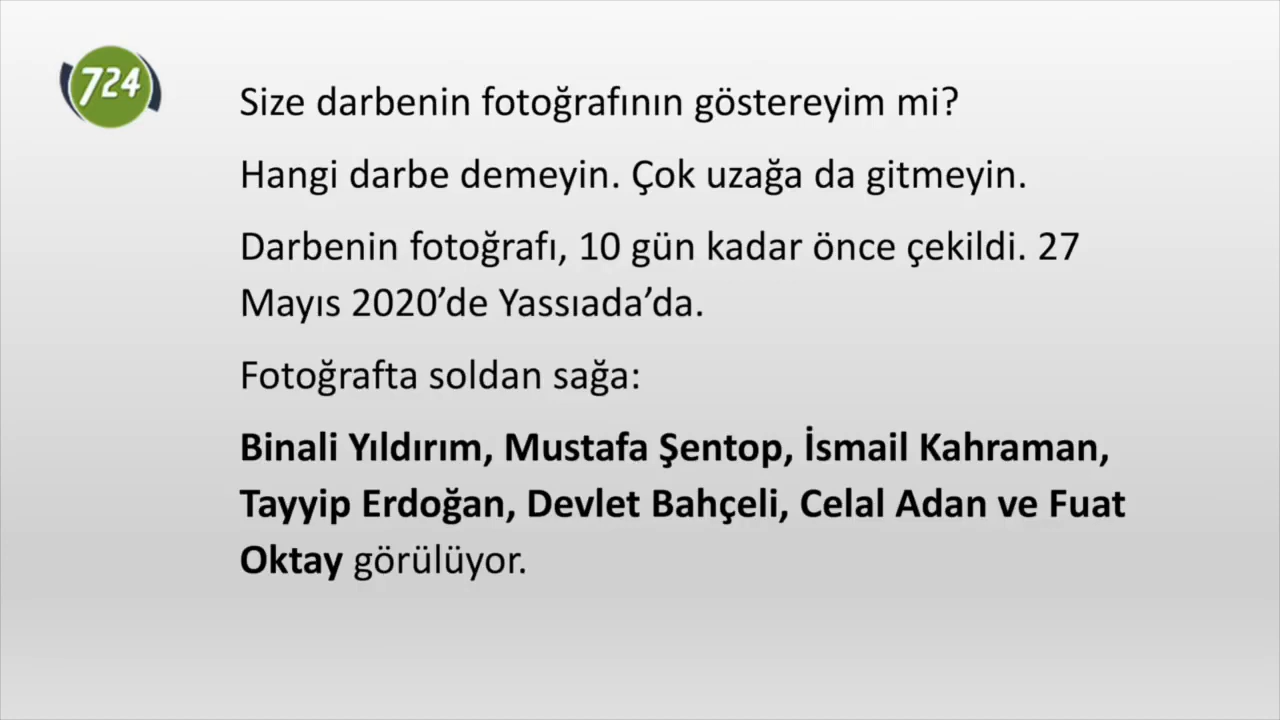 724
Size darbenin fotoğrafının göstereyim mi?
Hangi darbe demeyin. Çok uzağa da gitmeyin.
Darbenin fotoğrafı, 10 gün kadar önce çekildi. 27
Mayıs 2020’de Yassıada’da.
Fotoğrafta soldan sağa:
Binali Yıldırım, Mustafa Şentop, İsmail Kahraman,
Tayyip Erdoğan, Devlet Bahçeli, Celal Adan ve Fuat
Oktay görülüyor.